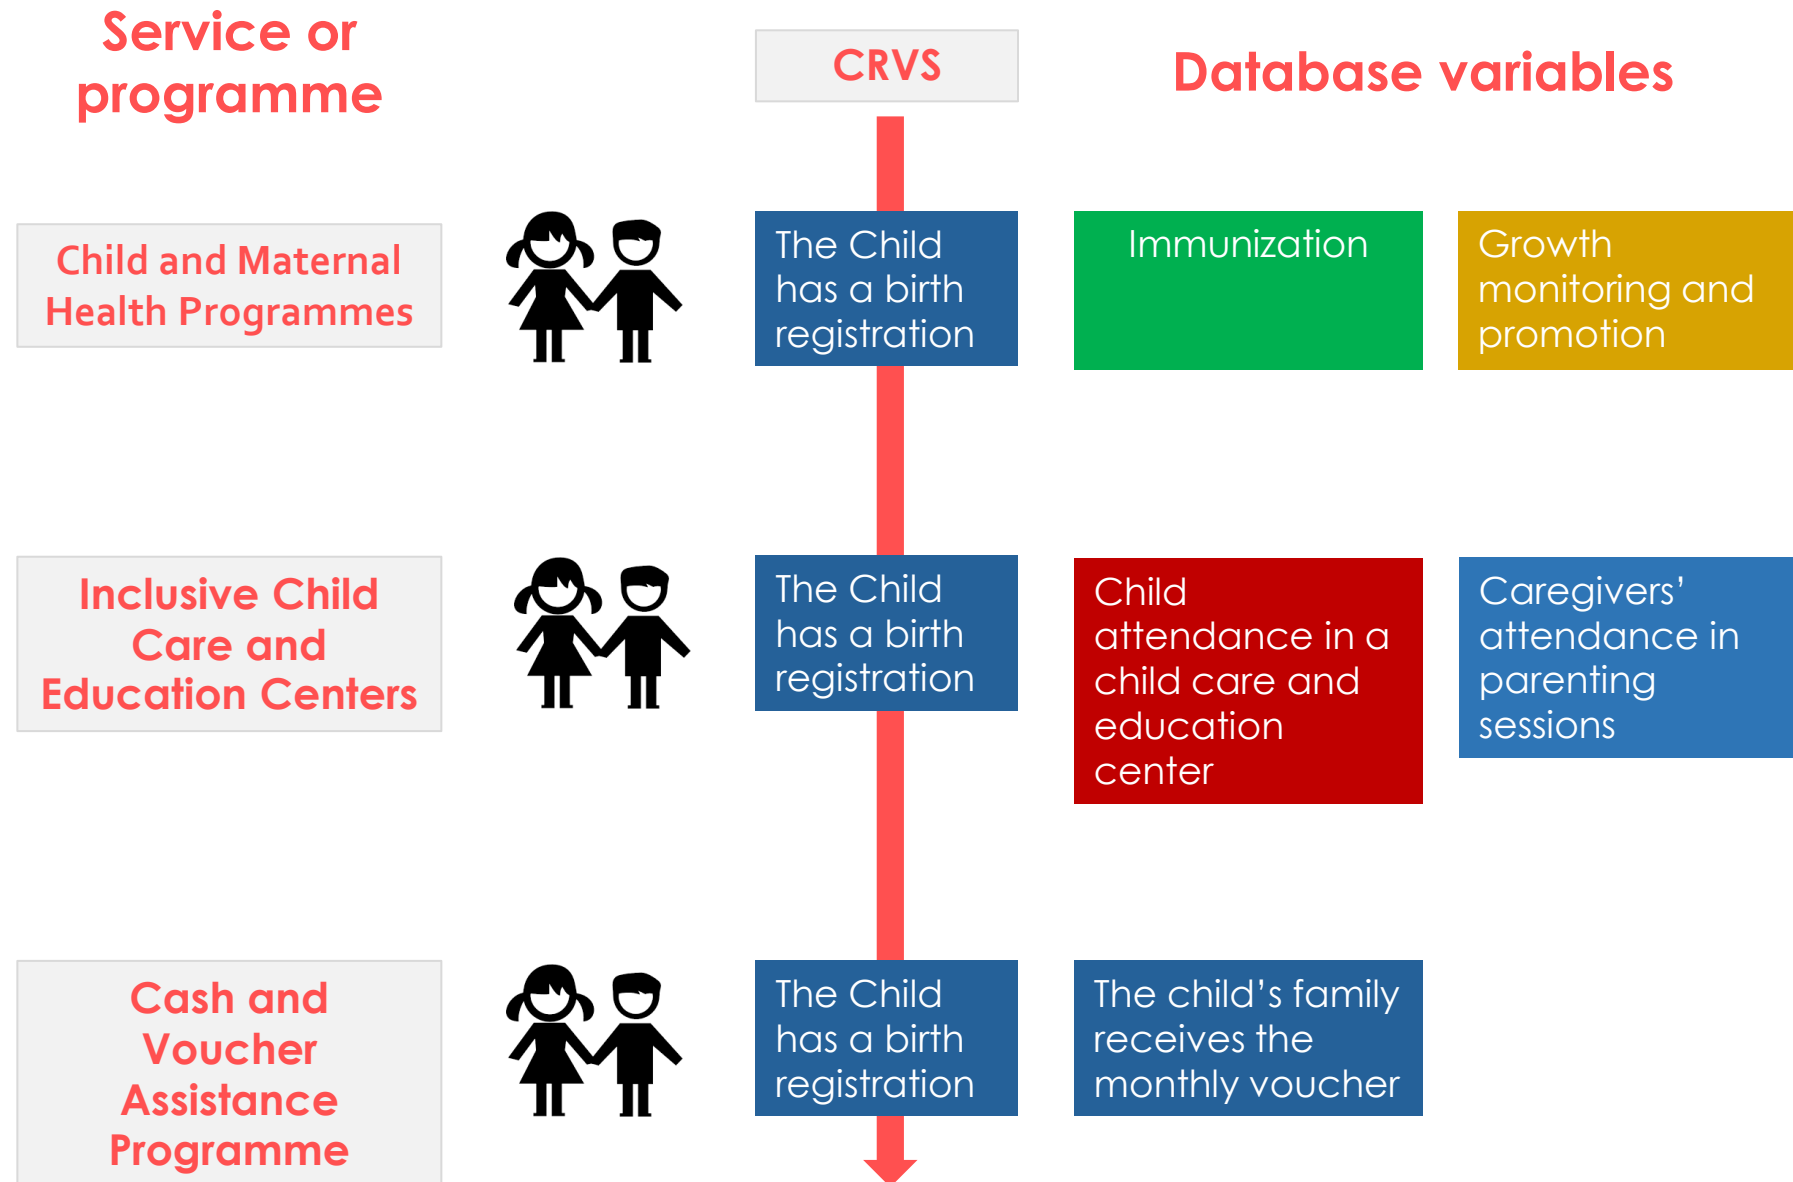 Service or
programme
CRVS
Database variables
Child and Maternal
Health Programmes
The Child
has a birth
registration
Immunization
Growth
monitoring and
promotion
Inclusive Child
Care and
Education Centers
The Child
has a birth
registration
Child
attendance in a
child care and
education
center
Caregivers’
attendance in
parenting
sessions
Cash and
Voucher
Assistance
Programme
The Child
has a birth
registration
The child’s family
receives the
monthly voucher